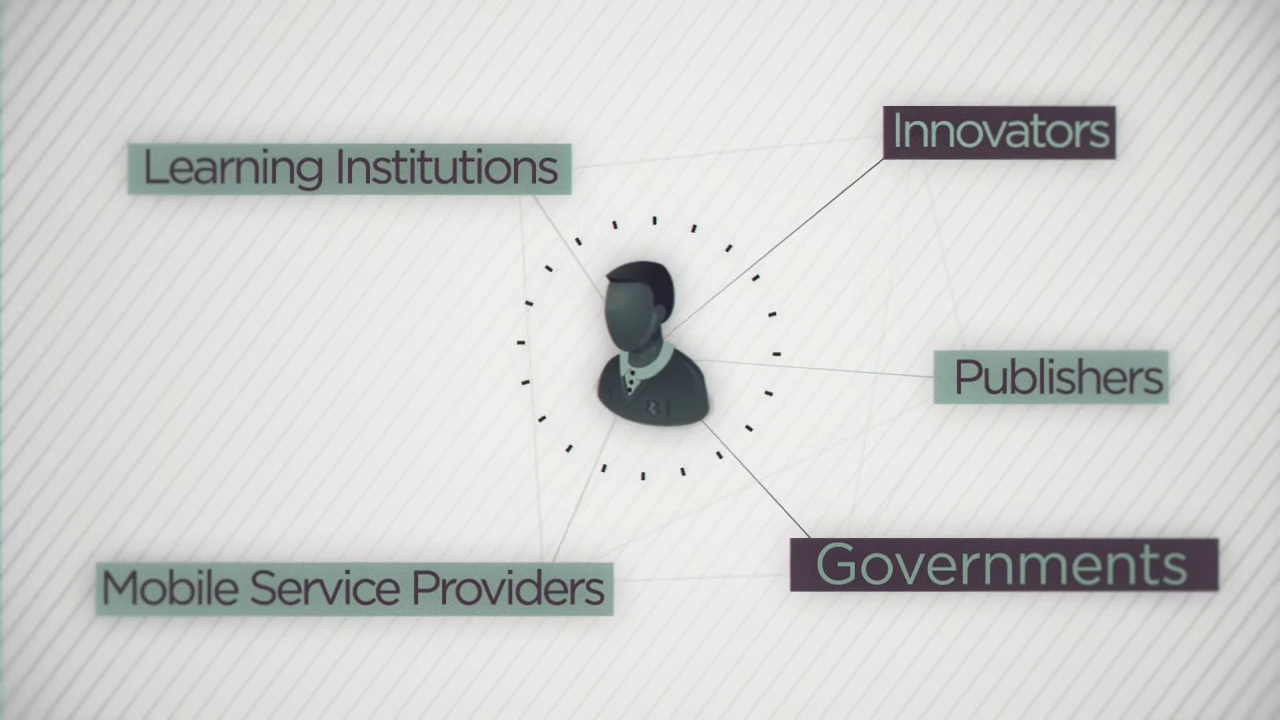 Learning Institutions
Innovators
Publishers
Mobile Service Providers
Governments